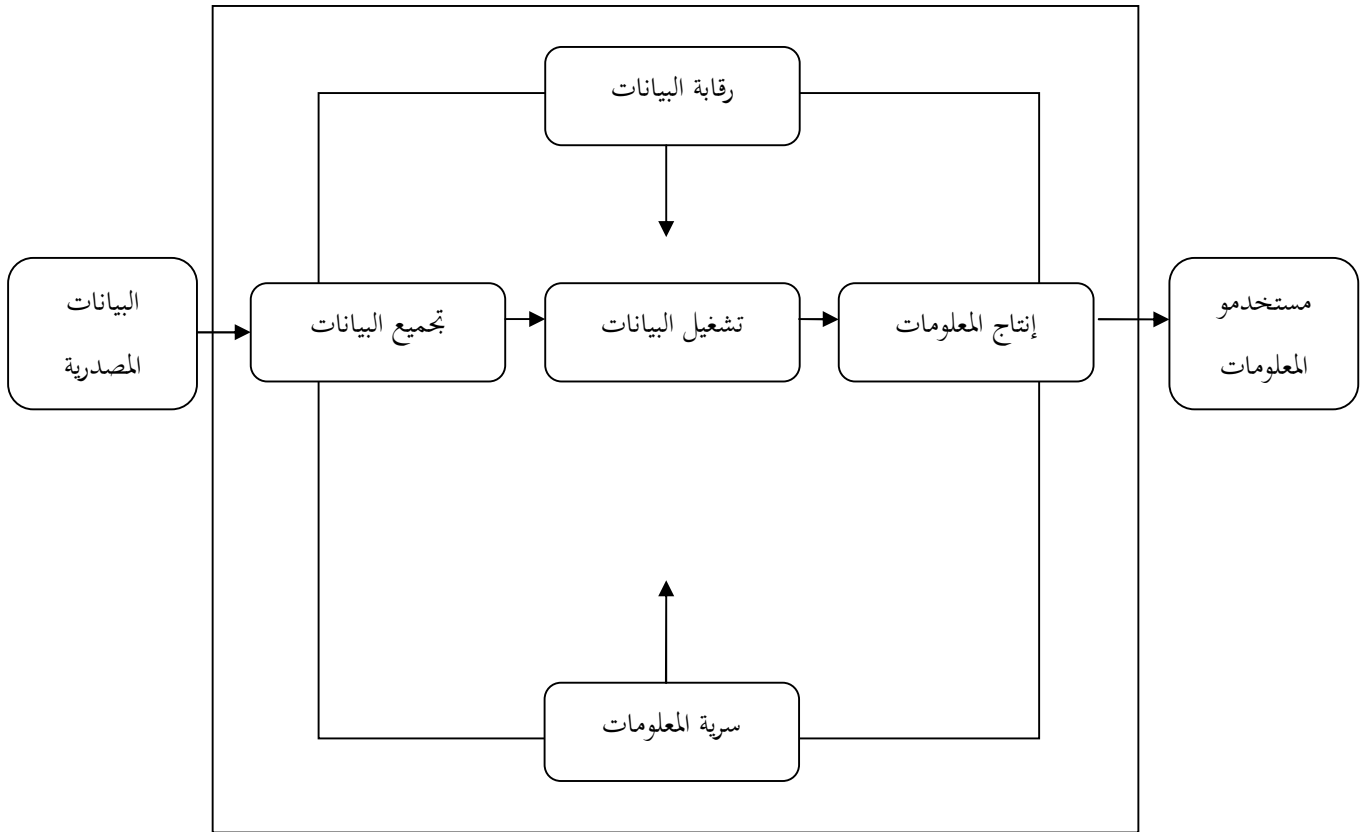 رقابة البيانات
البيانات
المصدرية
تجميع البيانات
تشغيل البيانات
إنتاج المعلومات
مستخدمو
المعلومات
سرية المعلومات